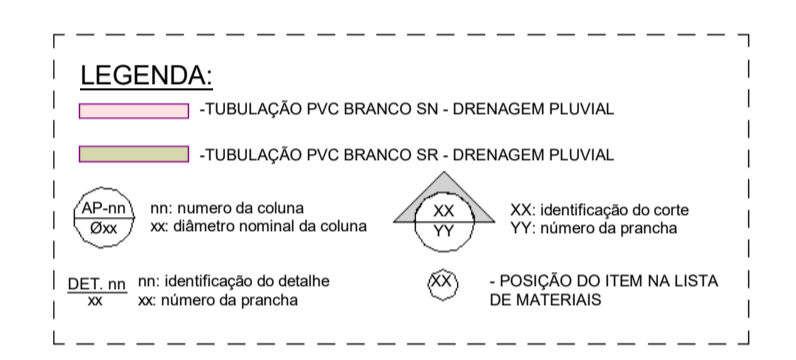 LEGENDA:
-TUBULAÇÃO PVC BRANCO SN - DRENAGEM PLUVIAL
-TUBULAÇÃO PVC BRANCO SR - DRENAGEM PLUVIAL
AP-nn
Øxx
nn: numero da coluna
xx: diâmetro nominal da coluna
XX
YY
XX: identificação do corte
YY: número da prancha
DET. nn
xx
nn: identificação do detalhe
xx: número da prancha
XX
- POSIÇÃO DO ITEM NA LISTA
DE MATERIAIS